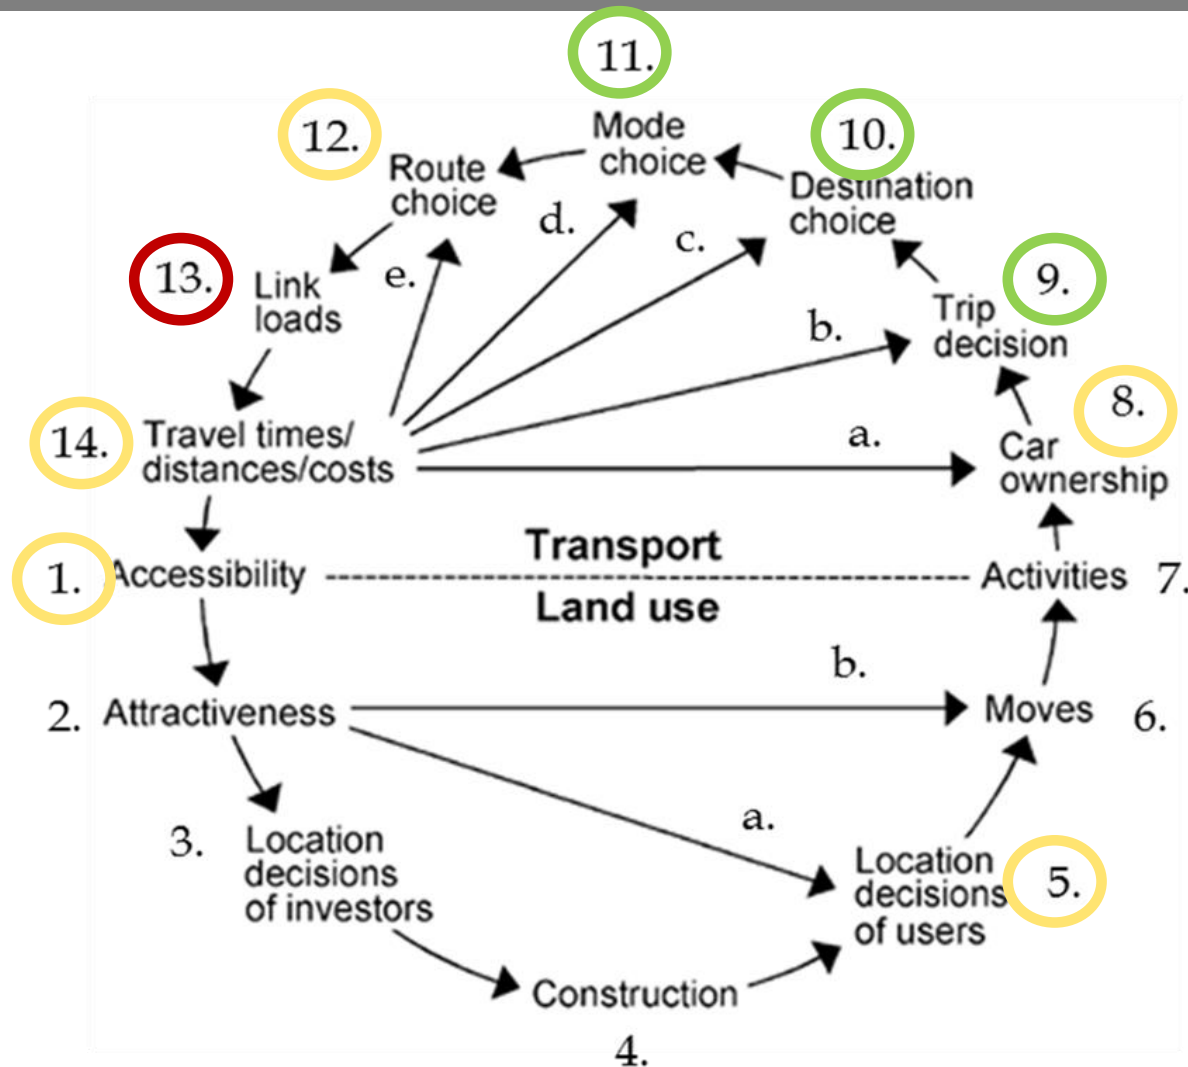 11.
Mode
choice
12.
Route
choice
10.
Destination
choice
d.
c.
e.
13.
Link
loads
9.
Trip
decision
b.
8.
Car
ownership
a.
14.
Travel times/
distances/costs
Transport
1.
Accessibility
Activities
7.
Land use
b.
2.
Attractiveness
Moves
6.
a.
3.
Location
decisions
of investors
Location
decisions
of users
5.
Construction
4.